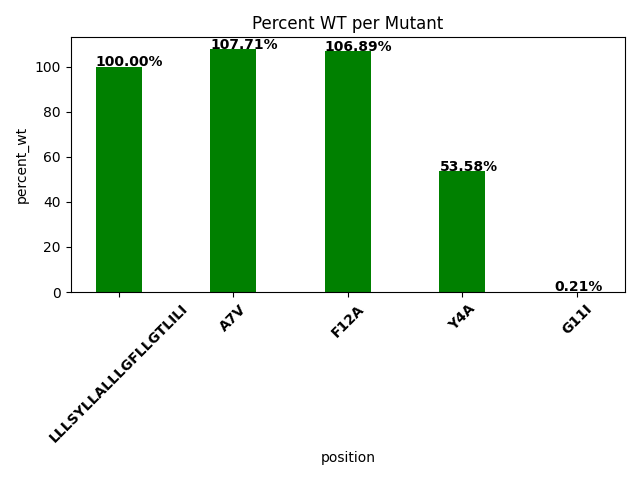 Percent WT per Mutant
percent_wt
100
80
60
40
20
0
100.00%
107.71%
106.89%
53.58%
0.21%
LLLSYLLALLLGFLLGTLILI
A7V
F12A
Y4A
G11I
position